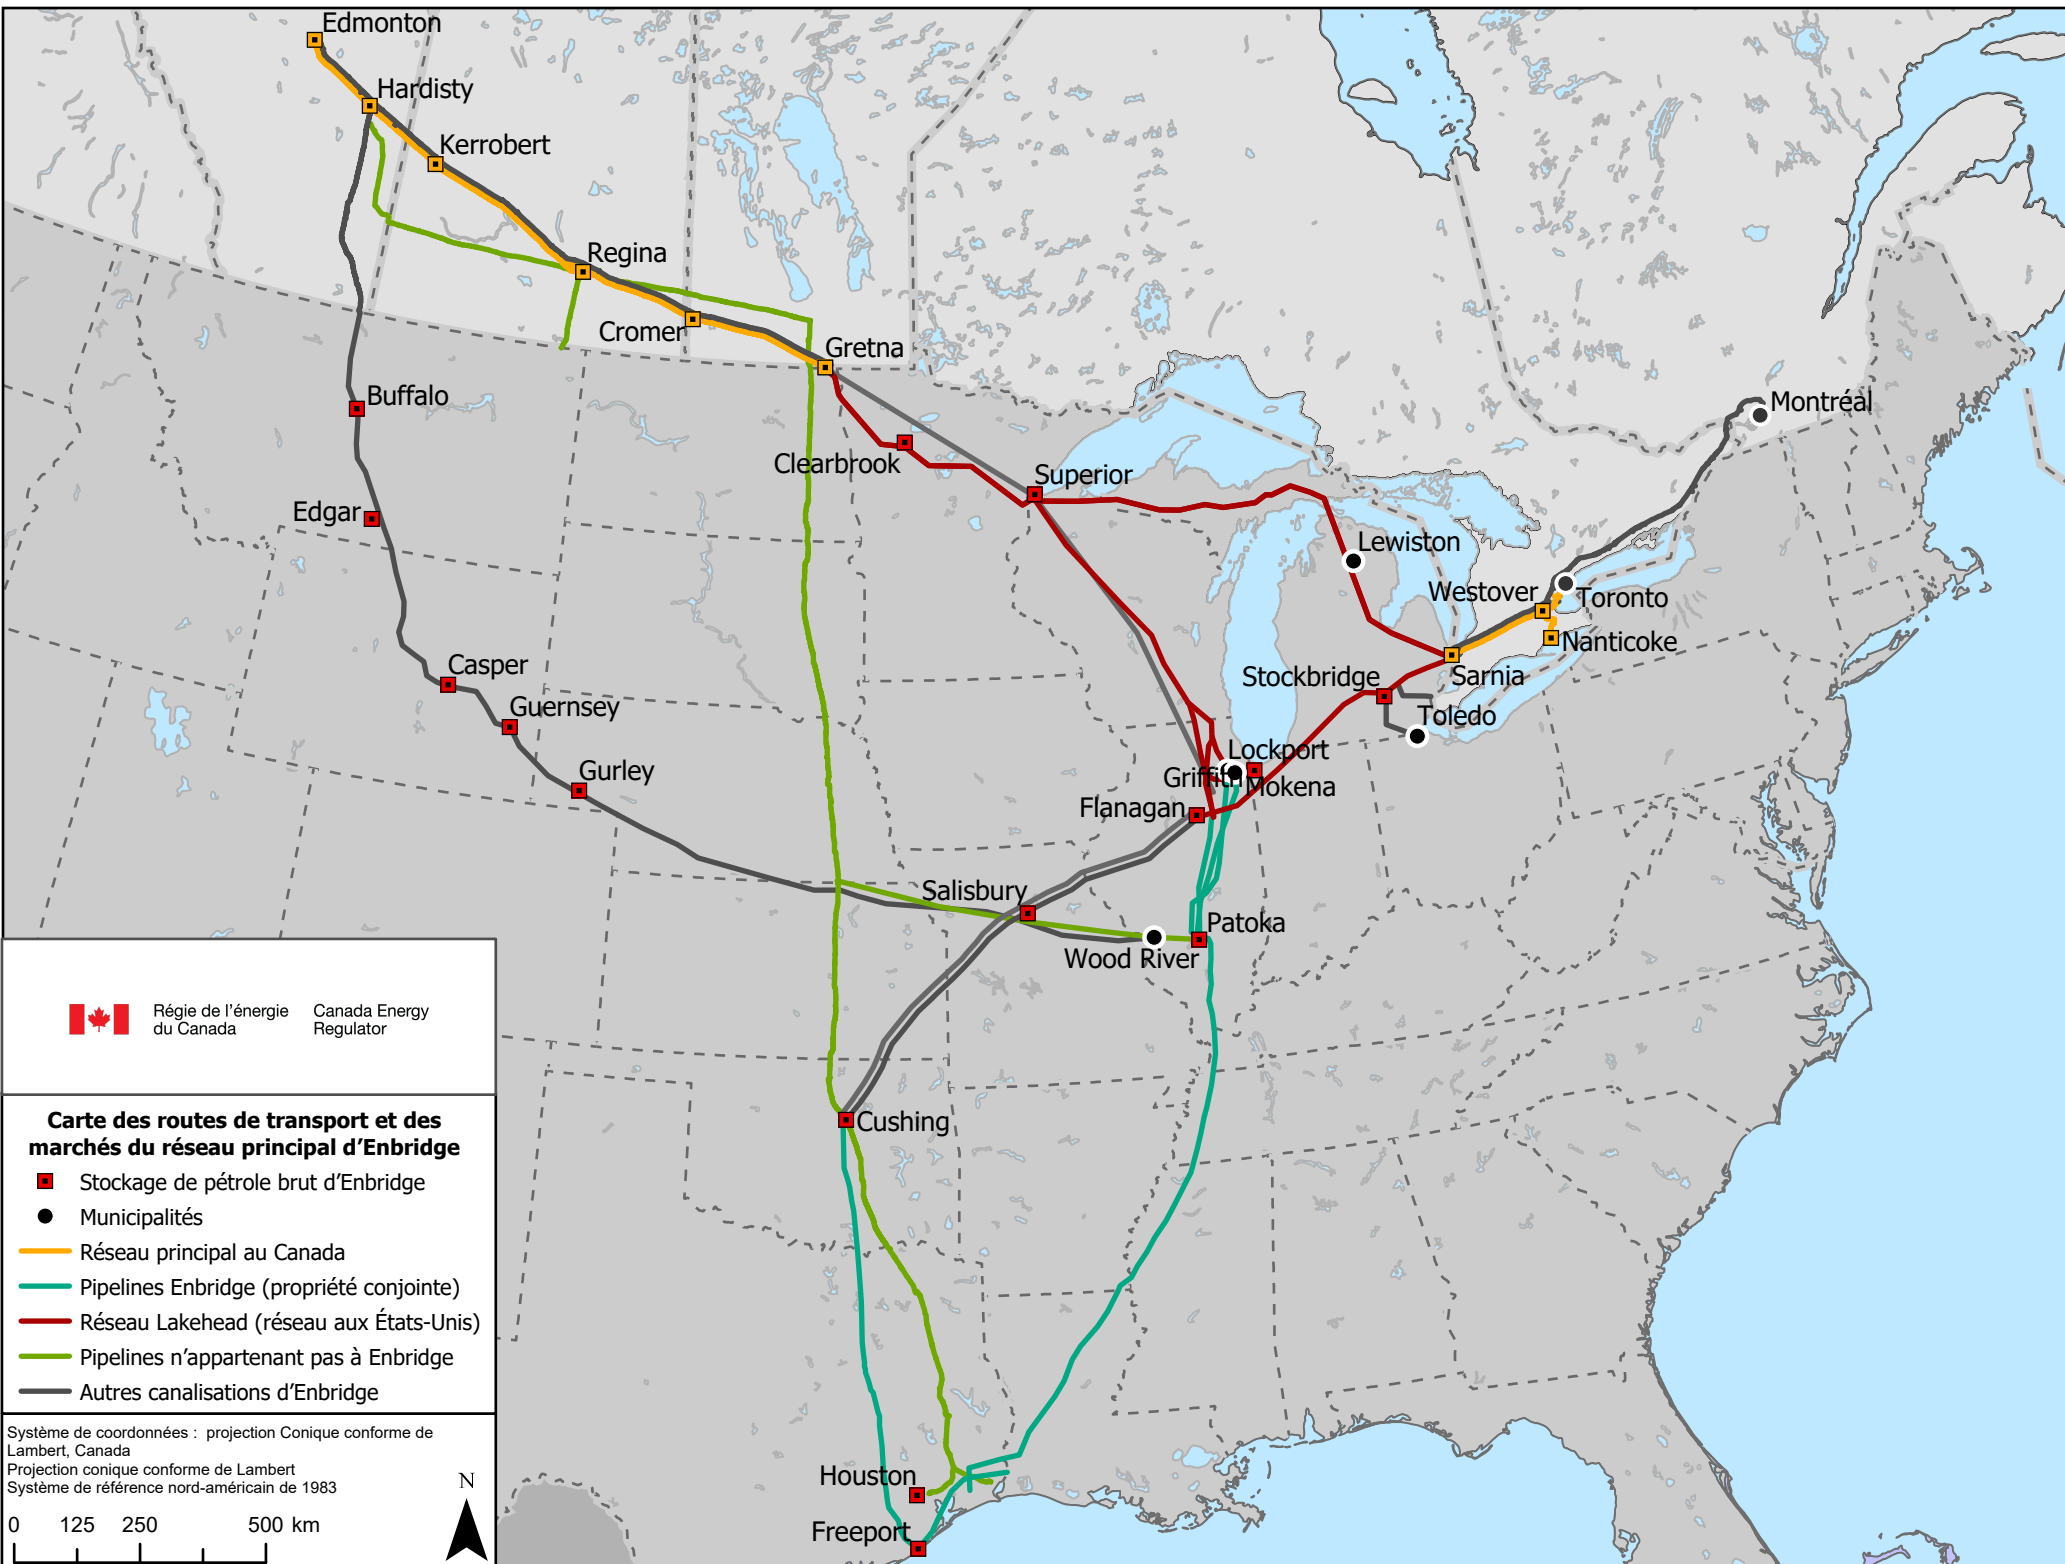 Edmonton
Hardisty
Kerrobert
Regina
Cromer
Gretna
Buffalo
Montréal
Clearbrook
Superior
Edgar
Lewiston
Westover
Toronto
Nanticoke
Casper
Stockbridge
Sarnia
Guernsey
Toledo
Lockport
Gurley
Griffith
Mokena
Flanagan
Salisbury
Patoka
Wood River
Cushing
Houston
Freeport
Régie de l'énergie
du Canada
Canada Energy
Regulator
Carte des routes de transport et des
marchés du réseau principal d'Enbridge
Stockage de pétrole brut d'Enbridge
Municipalités
Réseau principal au Canada
Pipelines Enbridge (propriété conjointe)
Réseau Lakehead (réseau aux États-Unis)
Pipelines n'appartenant pas à Enbridge
Autres canalisations d'Enbridge
Système de coordonnées : projection Conique conforme de
Lambert, Canada
Projection conique conforme de Lambert
Système de référence nord-américain de 1983
N
0 125 250 500 km